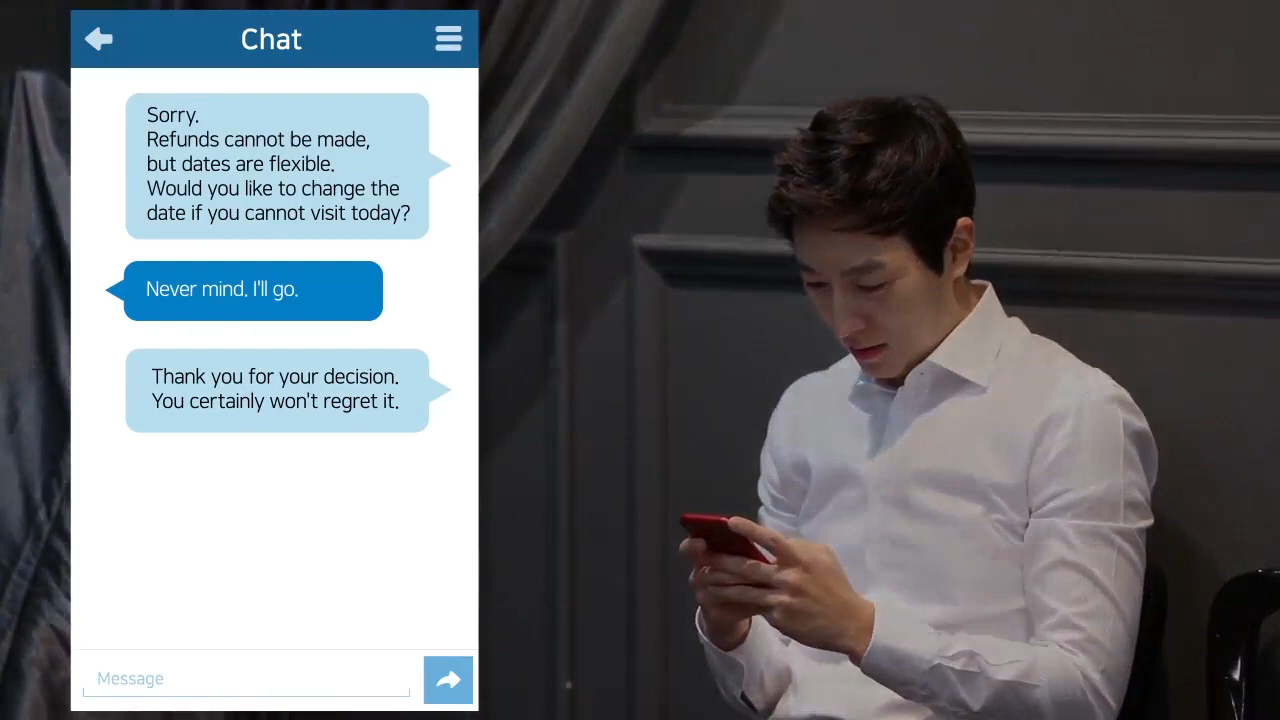 Chat
Sorry.
Refunds cannot be made,
but dates are flexible.
Would you like to change the
date if you cannot visit today?
Never mind. I'll go.
Thank you for your decision.
You certainly won't regret it.
Message